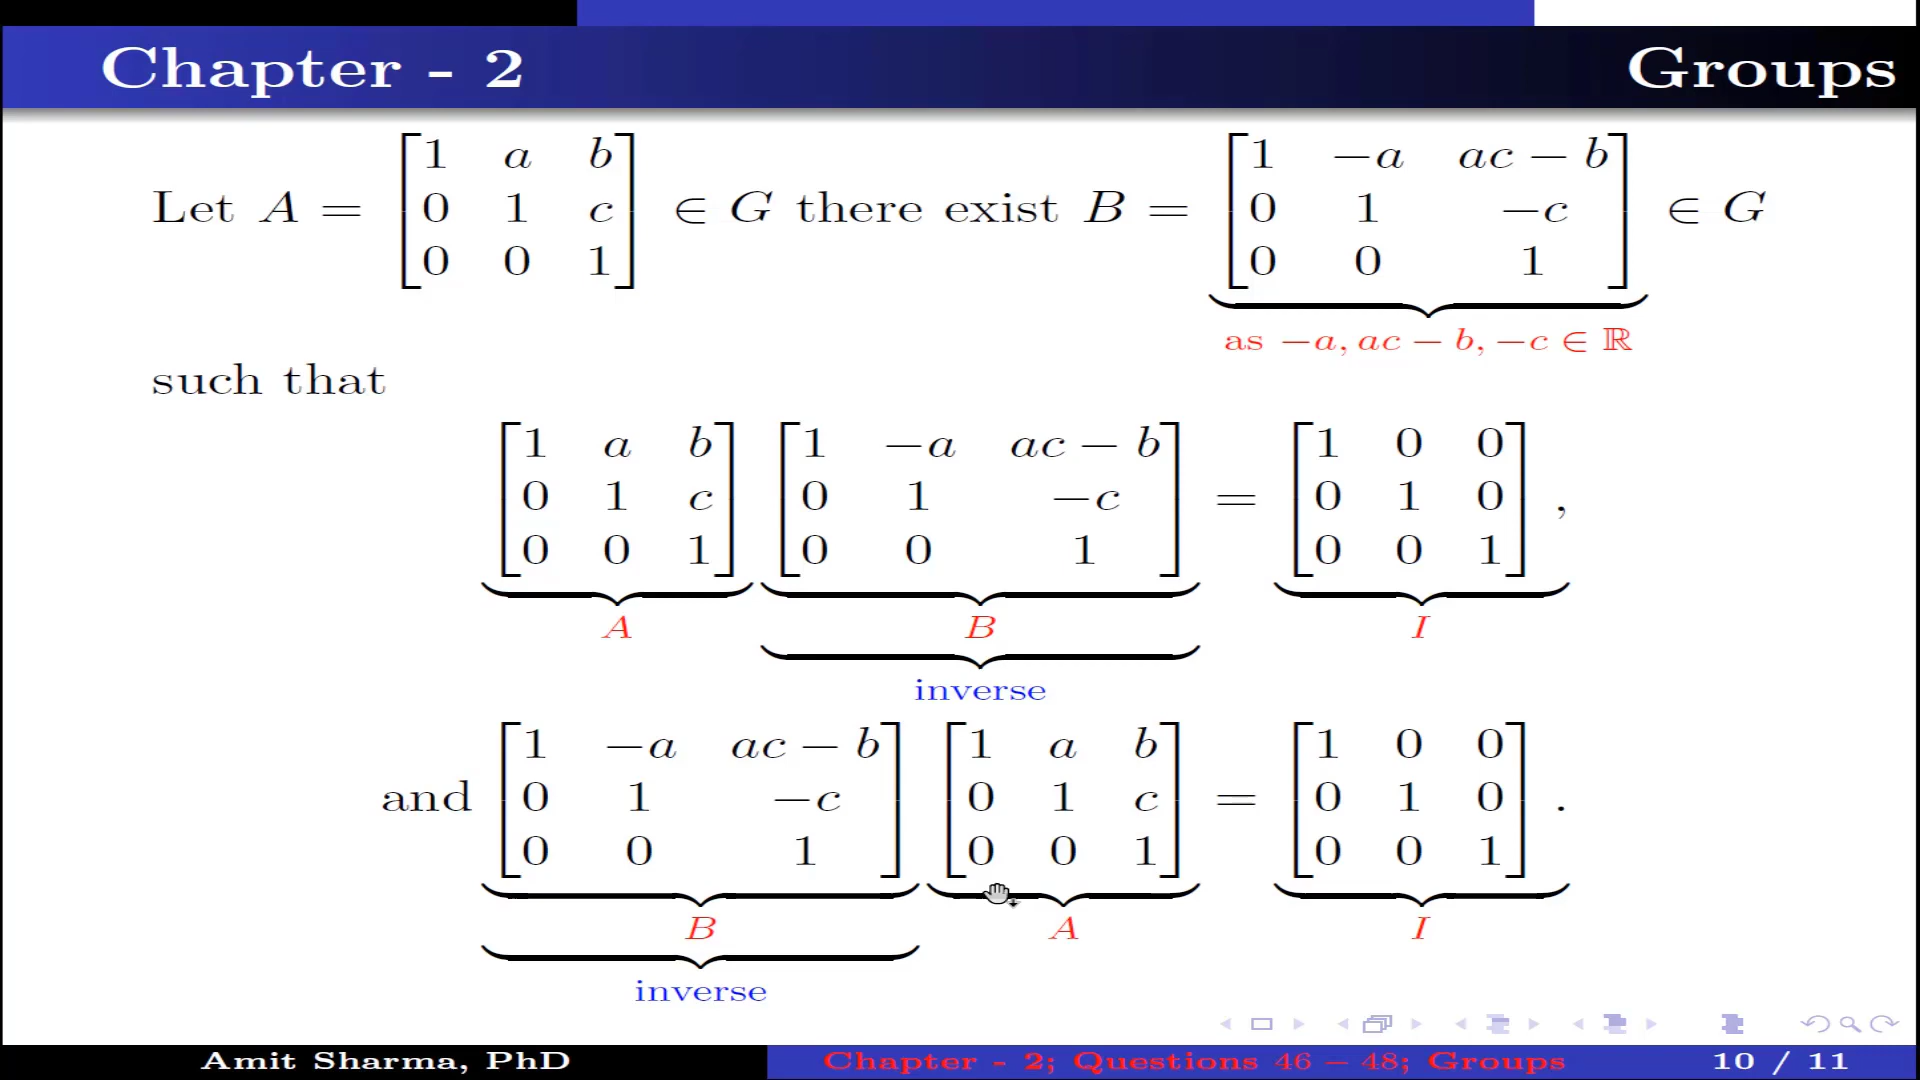 Chapter - 2 Groups
Let A = [1 a b; 0 1 c; 0 0 1] ∈ G there exist B = [1 −a ac − b; 0 1 −c; 0 0 1] ∈ G
as −a, ac − b, −c ∈ ℝ
such that
[1 a b; 0 1 c; 0 0 1] [1 −a ac − b; 0 1 −c; 0 0 1] = [1 0 0; 0 1 0; 0 0 1] ,
A B I
inverse
and [1 −a ac − b; 0 1 −c; 0 0 1] [1 a b; 0 1 c; 0 0 1] = [1 0 0; 0 1 0; 0 0 1] .
B A I
inverse
Amit Sharma, PhD Chapter - 2; Questions 46 − 48; Groups 10 / 11